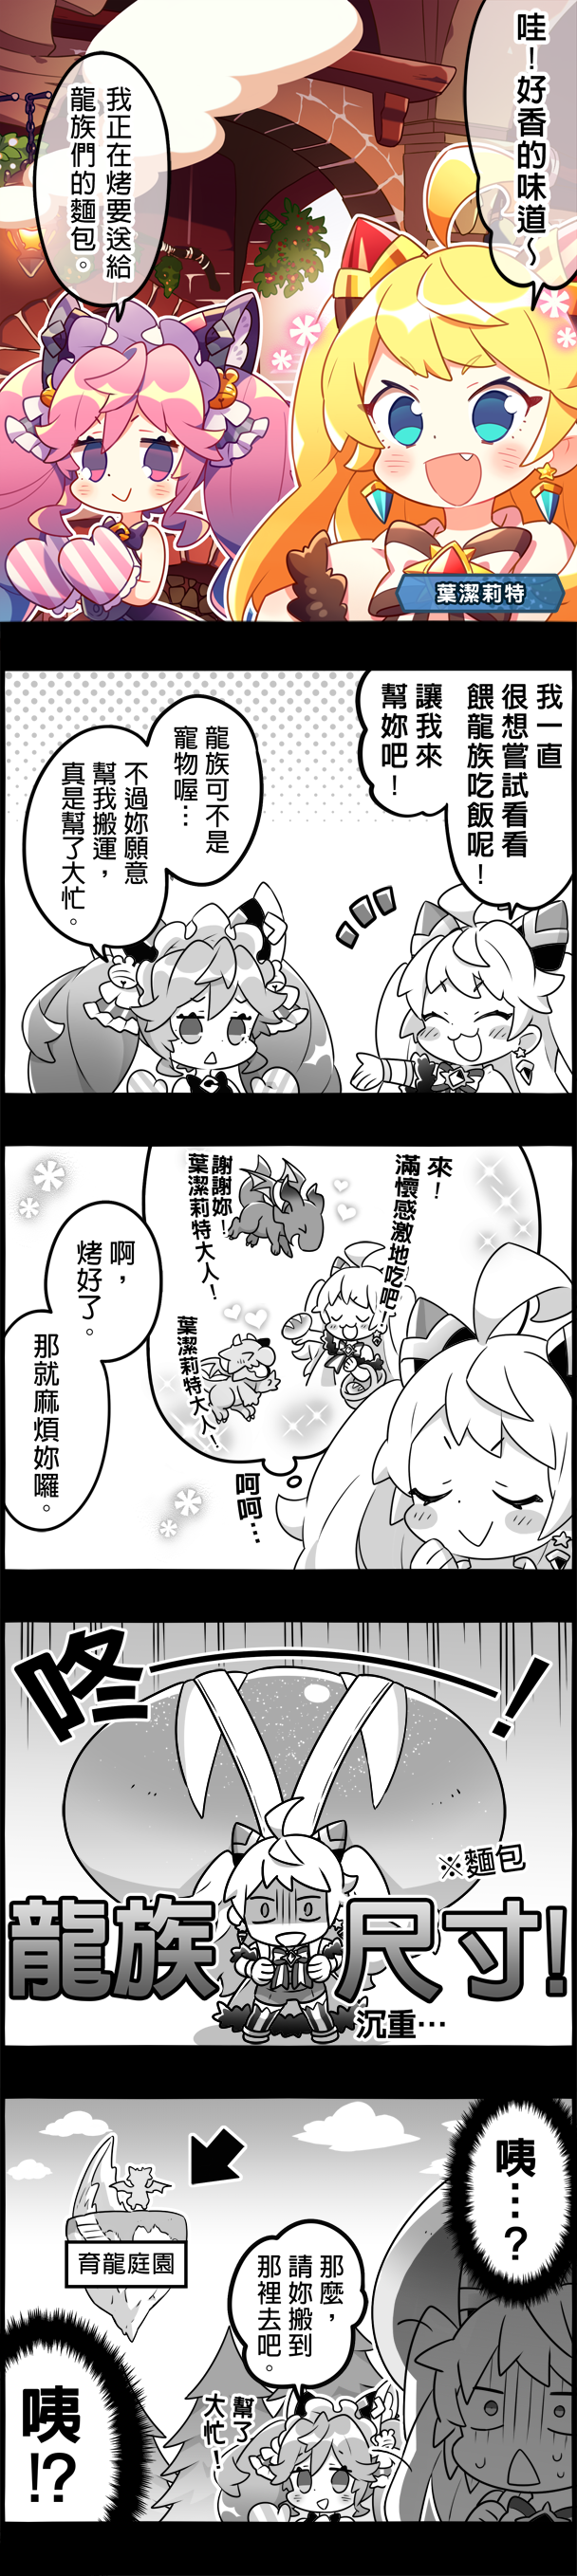 哇！好香的味道～
我正在烤要送給
龍族們的麵包。
葉潔莉特
我一直
很想嘗試看看
餵龍族吃飯呢！
讓我來
幫妳吧！
龍族可不是
寵物喔…
不過妳願意
幫我搬運，
真是幫了大忙。
來！
滿懷感激地吃吧！
謝謝妳！
葉潔莉特大人！
葉潔莉特大人！
呵呵…
啊，
烤好了。
那就麻煩妳囉。
咚——！
※麵包
龍族尺寸！
沉重…
咦…？
育龍庭園
那麼，
請妳搬到
那裡去吧。
幫了
大忙！
咦!?